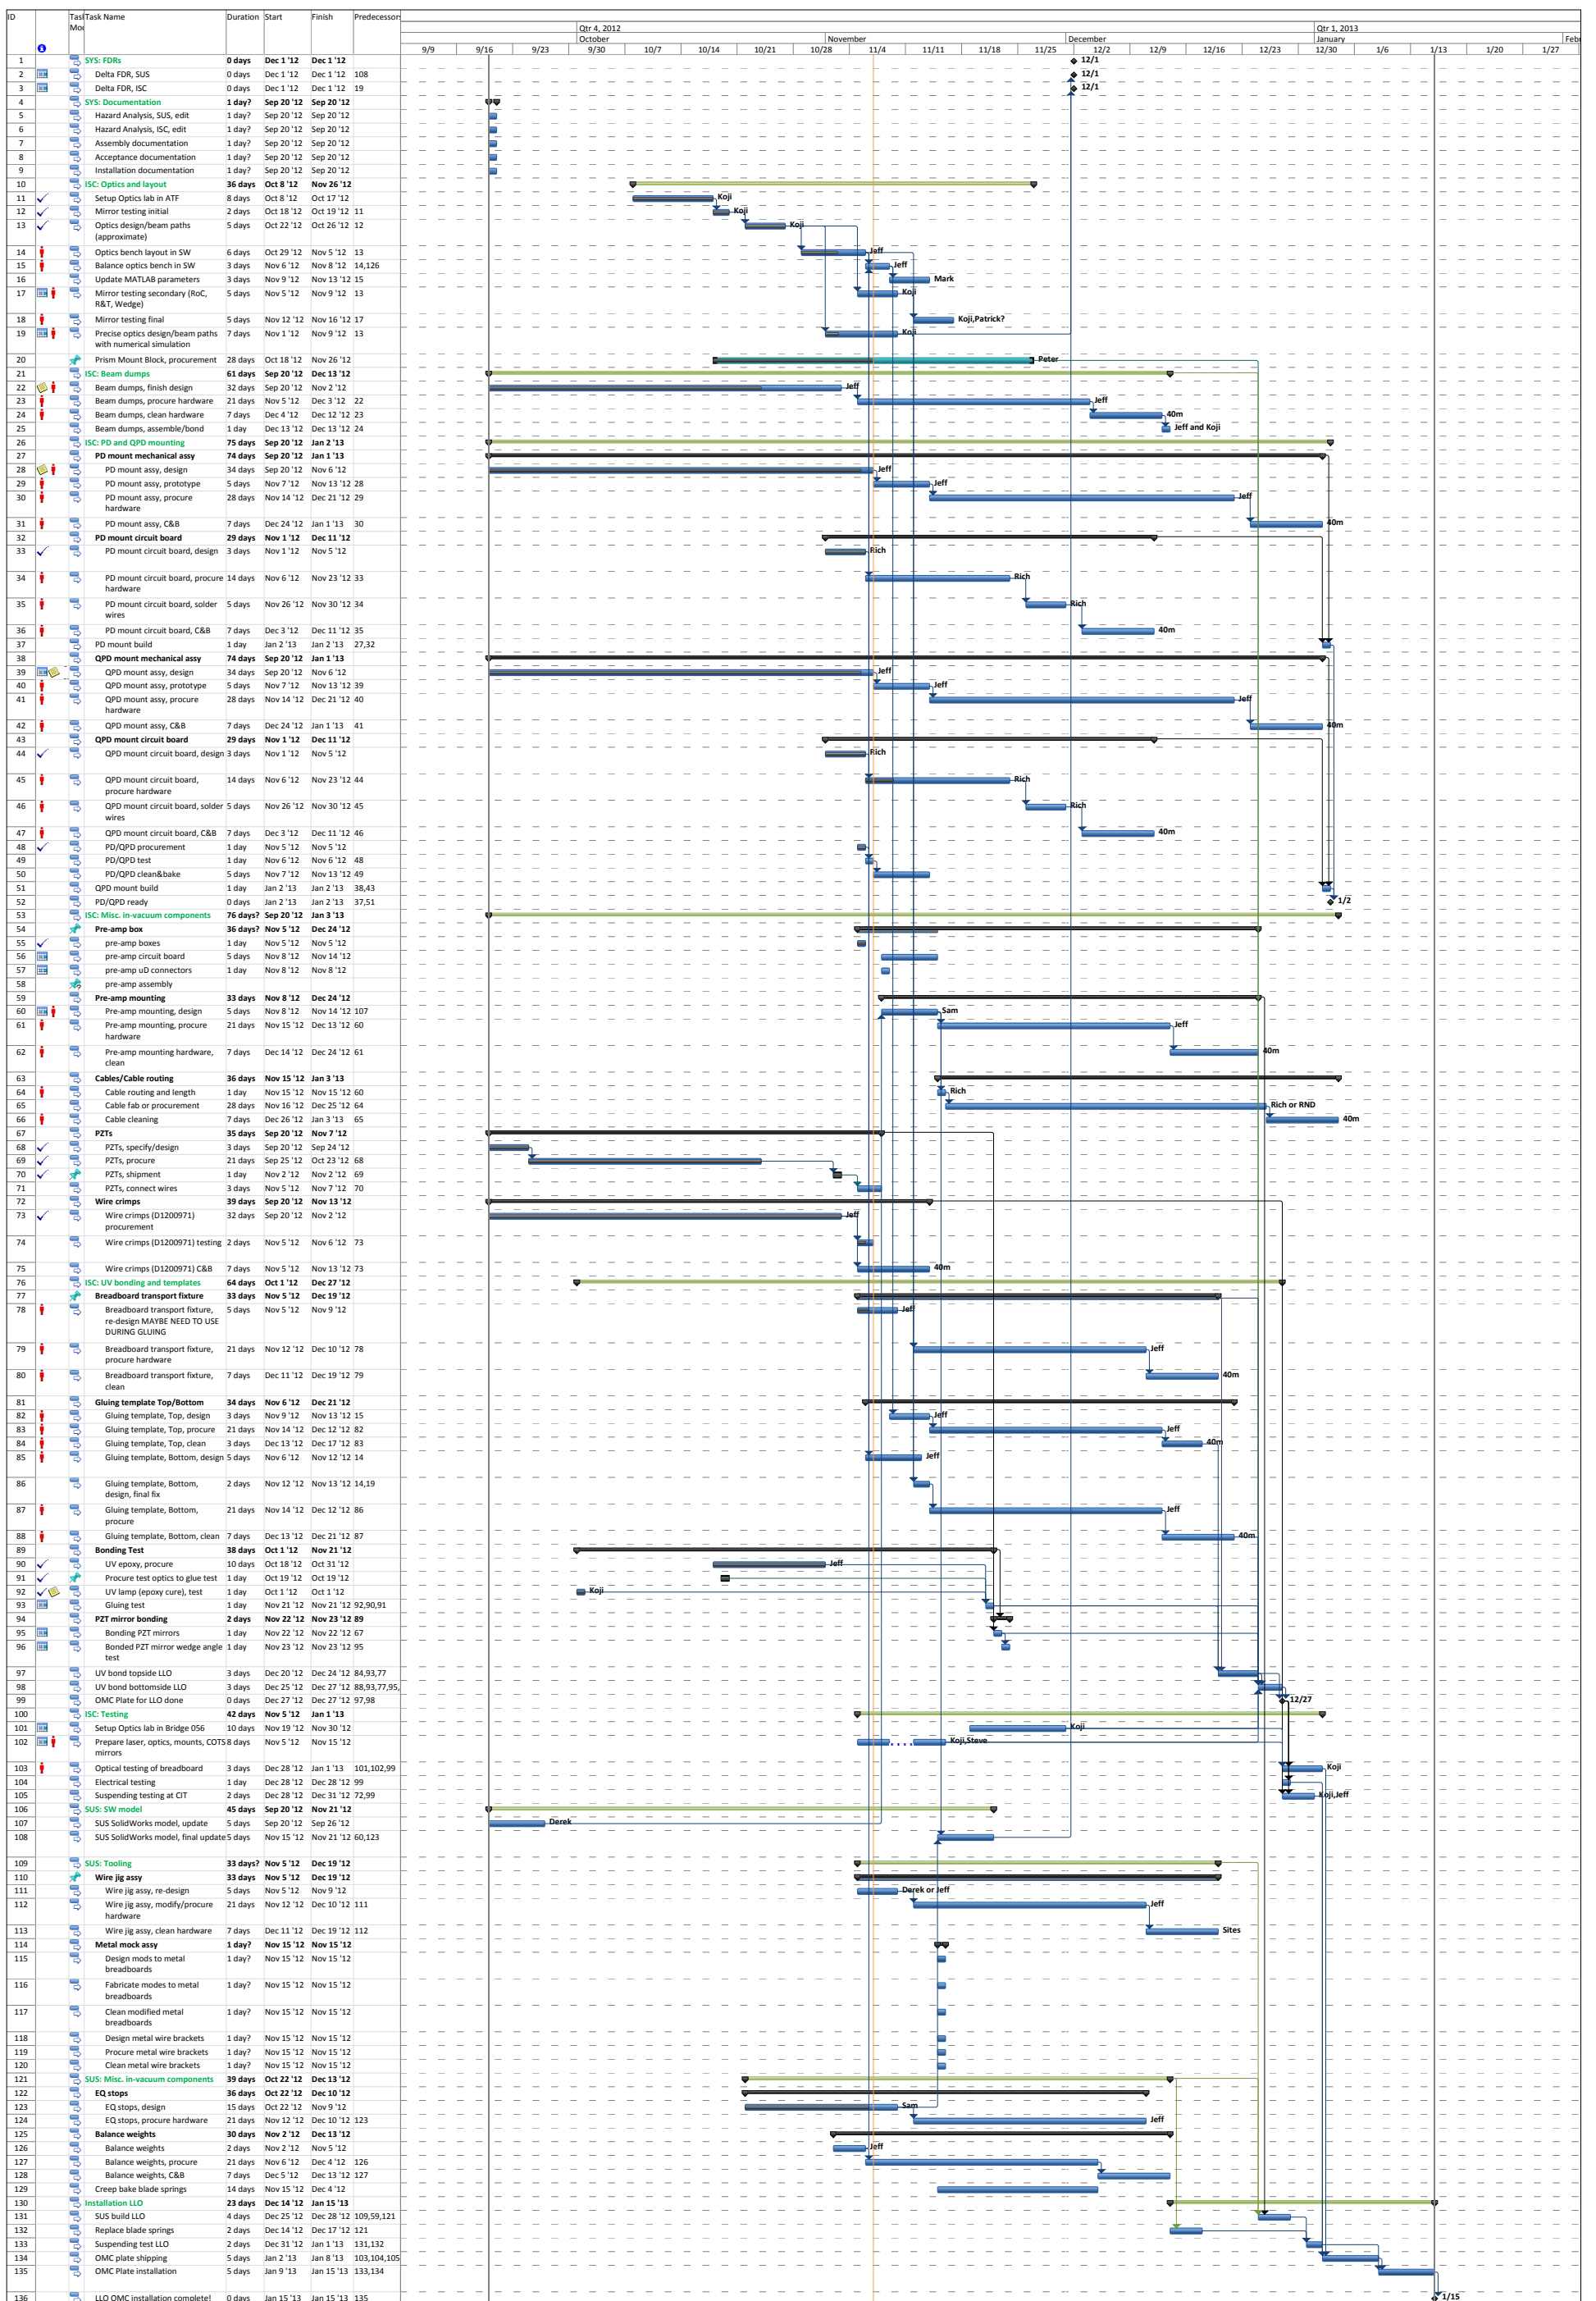 ID Task Mode Task Name Duration Start Finish Predecessors
Qtr 4, 2012 Qtr 1, 2013
October November December January Febr
9/9 9/16 9/23 9/30 10/7 10/14 10/21 10/28 11/4 11/11 11/18 11/25 12/2 12/9 12/16 12/23 12/30 1/6 1/13 1/20 1/27
1 SYS: FDRs 0 days Dec 1 '12 Dec 1 '12 12/1
2 Delta FDR, SUS 0 days Dec 1 '12 Dec 1 '12 108 12/1
3 Delta FDR, ISC 0 days Dec 1 '12 Dec 1 '12 19 12/1
4 SYS: Documentation 1 day? Sep 20 '12 Sep 20 '12
5 Hazard Analysis, SUS, edit 1 day? Sep 20 '12 Sep 20 '12
6 Hazard Analysis, ISC, edit 1 day? Sep 20 '12 Sep 20 '12
7 Assembly documentation 1 day? Sep 20 '12 Sep 20 '12
8 Acceptance documentation 1 day? Sep 20 '12 Sep 20 '12
9 Installation documentation 1 day? Sep 20 '12 Sep 20 '12
10 ISC: Optics and layout 36 days Oct 8 '12 Nov 26 '12
11 Setup Optics lab in ATF 8 days Oct 8 '12 Oct 17 '12 Koji
12 Mirror testing initial 2 days Oct 18 '12 Oct 19 '12 11 Koji
13 Optics design/beam paths 5 days Oct 22 '12 Oct 26 '12 12 Koji
(approximate)
14 Optics bench layout in SW 6 days Oct 29 '12 Nov 5 '12 13 Jeff
15 Balance optics bench in SW 3 days Nov 6 '12 Nov 8 '12 14,126 Jeff
16 Update MATLAB parameters 3 days Nov 9 '12 Nov 13 '12 15 Mark
17 Mirror testing secondary (RoC, 5 days Nov 5 '12 Nov 9 '12 13 Koji
R&T, Wedge)
18 Mirror testing final 5 days Nov 12 '12 Nov 16 '12 17 Koji,Patrick?
19 Precise optics design/beam paths 7 days Nov 1 '12 Nov 9 '12 13 Koji
with numerical simulation
20 Prism Mount Block, procurement 28 days Oct 18 '12 Nov 26 '12 Peter
21 ISC: Beam dumps 61 days Sep 20 '12 Dec 13 '12
22 Beam dumps, finish design 32 days Sep 20 '12 Nov 2 '12 Jeff
23 Beam dumps, procure hardware 21 days Nov 5 '12 Dec 3 '12 22 Jeff
24 Beam dumps, clean hardware 7 days Dec 4 '12 Dec 12 '12 23 40m
25 Beam dumps, assemble/bond 1 day Dec 13 '12 Dec 13 '12 24 Jeff and Koji
26 ISC: PD and QPD mounting 75 days Sep 20 '12 Jan 2 '13
27 PD mount mechanical assy 74 days Sep 20 '12 Jan 1 '13
28 PD mount assy, design 34 days Sep 20 '12 Nov 6 '12 Jeff
29 PD mount assy, prototype 5 days Nov 7 '12 Nov 13 '12 28 Jeff
30 PD mount assy, procure 28 days Nov 14 '12 Dec 21 '12 29 Jeff
hardware
31 PD mount assy, C&B 7 days Dec 24 '12 Jan 1 '13 30 40m
32 PD mount circuit board 29 days Nov 1 '12 Dec 11 '12
33 PD mount circuit board, design 3 days Nov 1 '12 Nov 5 '12 Rich
34 PD mount circuit board, procure 14 days Nov 6 '12 Nov 23 '12 33 Rich
hardware
35 PD mount circuit board, solder 5 days Nov 26 '12 Nov 30 '12 34 Rich
wires
36 PD mount circuit board, C&B 7 days Dec 3 '12 Dec 11 '12 35 40m
37 PD mount build 1 day Jan 2 '13 Jan 2 '13 27,32
38 QPD mount mechanical assy 74 days Sep 20 '12 Jan 1 '13
39 QPD mount assy, design 34 days Sep 20 '12 Nov 6 '12 Jeff
40 QPD mount assy, prototype 5 days Nov 7 '12 Nov 13 '12 39 Jeff
41 QPD mount assy, procure 28 days Nov 14 '12 Dec 21 '12 40 Jeff
hardware
42 QPD mount assy, C&B 7 days Dec 24 '12 Jan 1 '13 41 40m
43 QPD mount circuit board 29 days Nov 1 '12 Dec 11 '12
44 QPD mount circuit board, design 3 days Nov 1 '12 Nov 5 '12 Rich
45 QPD mount circuit board, 14 days Nov 6 '12 Nov 23 '12 44 Rich
procure hardware
46 QPD mount circuit board, solder 5 days Nov 26 '12 Nov 30 '12 45 Rich
wires
47 QPD mount circuit board, C&B 7 days Dec 3 '12 Dec 11 '12 46 40m
48 PD/QPD procurement 1 day Nov 5 '12 Nov 5 '12
49 PD/QPD test 1 day Nov 6 '12 Nov 6 '12 48
50 PD/QPD clean&bake 5 days Nov 7 '12 Nov 13 '12 49
51 QPD mount build 1 day Jan 2 '13 Jan 2 '13 38,43
52 PD/QPD ready 0 days Jan 2 '13 Jan 2 '13 37,51 1/2
53 ISC: Misc. in-vacuum components 76 days? Sep 20 '12 Jan 3 '13
54 Pre-amp box 36 days? Nov 5 '12 Dec 24 '12
55 pre-amp boxes 1 day Nov 5 '12 Nov 5 '12
56 pre-amp circuit board 5 days Nov 8 '12 Nov 14 '12
57 pre-amp uD connectors 1 day Nov 8 '12 Nov 8 '12
58 pre-amp assembly
59 Pre-amp mounting 33 days Nov 8 '12 Dec 24 '12
60 Pre-amp mounting, design 5 days Nov 8 '12 Nov 14 '12 107 Sam
61 Pre-amp mounting, procure 21 days Nov 15 '12 Dec 13 '12 60 Jeff
hardware
62 Pre-amp mounting hardware, 7 days Dec 14 '12 Dec 24 '12 61 40m
clean
63 Cables/Cable routing 36 days Nov 15 '12 Jan 3 '13
64 Cable routing and length 1 day Nov 15 '12 Nov 15 '12 60 Rich
65 Cable fab or procurement 28 days Nov 16 '12 Dec 25 '12 64 Rich or RND
66 Cable cleaning 7 days Dec 26 '12 Jan 3 '13 65 40m
67 PZTs 35 days Sep 20 '12 Nov 7 '12
68 PZTs, specify/design 3 days Sep 20 '12 Sep 24 '12
69 PZTs, procure 21 days Sep 25 '12 Oct 23 '12 68
70 PZTs, shipment 1 day Nov 2 '12 Nov 2 '12 69
71 PZTs, connect wires 3 days Nov 5 '12 Nov 7 '12 70
72 Wire crimps 39 days Sep 20 '12 Nov 13 '12
73 Wire crimps (D1200971) 32 days Sep 20 '12 Nov 2 '12 Jeff
procurement
74 Wire crimps (D1200971) testing 2 days Nov 5 '12 Nov 6 '12 73
75 Wire crimps (D1200971) C&B 7 days Nov 5 '12 Nov 13 '12 73 40m
76 ISC: UV bonding and templates 64 days Oct 1 '12 Dec 27 '12
77 Breadboard transport fixture 33 days Nov 5 '12 Dec 19 '12
78 Breadboard transport fixture, 5 days Nov 5 '12 Nov 9 '12 Jeff
re-design MAYBE NEED TO USE
DURING GLUING
79 Breadboard transport fixture, 21 days Nov 12 '12 Dec 10 '12 78 Jeff
procure hardware
80 Breadboard transport fixture, 7 days Dec 11 '12 Dec 19 '12 79 40m
clean
81 Gluing template Top/Bottom 34 days Nov 6 '12 Dec 21 '12
82 Gluing template, Top, design 3 days Nov 9 '12 Nov 13 '12 15 Jeff
83 Gluing template, Top, procure 21 days Nov 14 '12 Dec 12 '12 82 Jeff
84 Gluing template, Top, clean 3 days Dec 13 '12 Dec 17 '12 83 40m
85 Gluing template, Bottom, design 5 days Nov 6 '12 Nov 12 '12 14 Jeff
86 Gluing template, Bottom, 2 days Nov 12 '12 Nov 13 '12 14,19
design, final fix
87 Gluing template, Bottom, 21 days Nov 14 '12 Dec 12 '12 86 Jeff
procure
88 Gluing template, Bottom, clean 7 days Dec 13 '12 Dec 21 '12 87 40m
89 Bonding Test 38 days Oct 1 '12 Nov 21 '12
90 UV epoxy, procure 10 days Oct 18 '12 Oct 31 '12 Jeff
91 Procure test optics to glue test 1 day Oct 19 '12 Oct 19 '12
92 UV lamp (epoxy cure), test 1 day Oct 1 '12 Oct 1 '12 Koji
93 Gluing test 1 day Nov 21 '12 Nov 21 '12 92,90,91
94 PZT mirror bonding 2 days Nov 22 '12 Nov 23 '12 89
95 Bonding PZT mirrors 1 day Nov 22 '12 Nov 22 '12 67
96 Bonded PZT mirror wedge angle 1 day Nov 23 '12 Nov 23 '12 95
test
97 UV bond topside LLO 3 days Dec 20 '12 Dec 24 '12 84,93,77
98 UV bond bottomside LLO 3 days Dec 25 '12 Dec 27 '12 88,93,77,95,
99 OMC Plate for LLO done 0 days Dec 27 '12 Dec 27 '12 97,98 12/27
100 ISC: Testing 42 days Nov 5 '12 Jan 1 '13
101 Setup Optics lab in Bridge 056 10 days Nov 19 '12 Nov 30 '12 Koji
102 Prepare laser, optics, mounts, COTS 8 days Nov 5 '12 Nov 15 '12 Koji,Steve
mirrors
103 Optical testing of breadboard 3 days Dec 28 '12 Jan 1 '13 101,102,99 Koji
104 Electrical testing 1 day Dec 28 '12 Dec 28 '12 99
105 Suspending testing at CIT 2 days Dec 28 '12 Dec 31 '12 72,99 Koji,Jeff
106 SUS: SW model 45 days Sep 20 '12 Nov 21 '12
107 SUS SolidWorks model, update 5 days Sep 20 '12 Sep 26 '12 Derek
108 SUS SolidWorks model, final update 5 days Nov 15 '12 Nov 21 '12 60,123
109 SUS: Tooling 33 days? Nov 5 '12 Dec 19 '12
110 Wire jig assy 33 days Nov 5 '12 Dec 19 '12
111 Wire jig assy, re-design 5 days Nov 5 '12 Nov 9 '12 Derek or Jeff
112 Wire jig assy, modify/procure 21 days Nov 12 '12 Dec 10 '12 111 Jeff
hardware
113 Wire jig assy, clean hardware 7 days Dec 11 '12 Dec 19 '12 112 Sites
114 Metal mock assy 1 day? Nov 15 '12 Nov 15 '12
115 Design mods to metal 1 day? Nov 15 '12 Nov 15 '12
breadboards
116 Fabricate modes to metal 1 day? Nov 15 '12 Nov 15 '12
breadboards
117 Clean modified metal 1 day? Nov 15 '12 Nov 15 '12
breadboards
118 Design metal wire brackets 1 day? Nov 15 '12 Nov 15 '12
119 Procure metal wire brackets 1 day? Nov 15 '12 Nov 15 '12
120 Clean metal wire brackets 1 day? Nov 15 '12 Nov 15 '12
121 SUS: Misc. in-vacuum components 39 days Oct 22 '12 Dec 13 '12
122 EQ stops 36 days Oct 22 '12 Dec 10 '12
123 EQ stops, design 15 days Oct 22 '12 Nov 9 '12 Sam
124 EQ stops, procure hardware 21 days Nov 12 '12 Dec 10 '12 123 Jeff
125 Balance weights 30 days Nov 2 '12 Dec 13 '12
126 Balance weights 2 days Nov 2 '12 Nov 5 '12 Jeff
127 Balance weights, procure 21 days Nov 6 '12 Dec 4 '12 126
128 Balance weights, C&B 7 days Dec 5 '12 Dec 13 '12 127
129 Creep bake blade springs 14 days Nov 15 '12 Dec 4 '12
130 Installation LLO 23 days Dec 14 '12 Jan 15 '13
131 SUS build LLO 4 days Dec 25 '12 Dec 28 '12 109,59,121
132 Replace blade springs 2 days Dec 14 '12 Dec 17 '12 121
133 Suspending test LLO 2 days Dec 31 '12 Jan 1 '13 131,132
134 OMC plate shipping 5 days Jan 2 '13 Jan 8 '13 103,104,105
135 OMC Plate installation 5 days Jan 9 '13 Jan 15 '13 133,134
136 LLO OMC installation complete! 0 days Jan 15 '13 Jan 15 '13 135 1/15